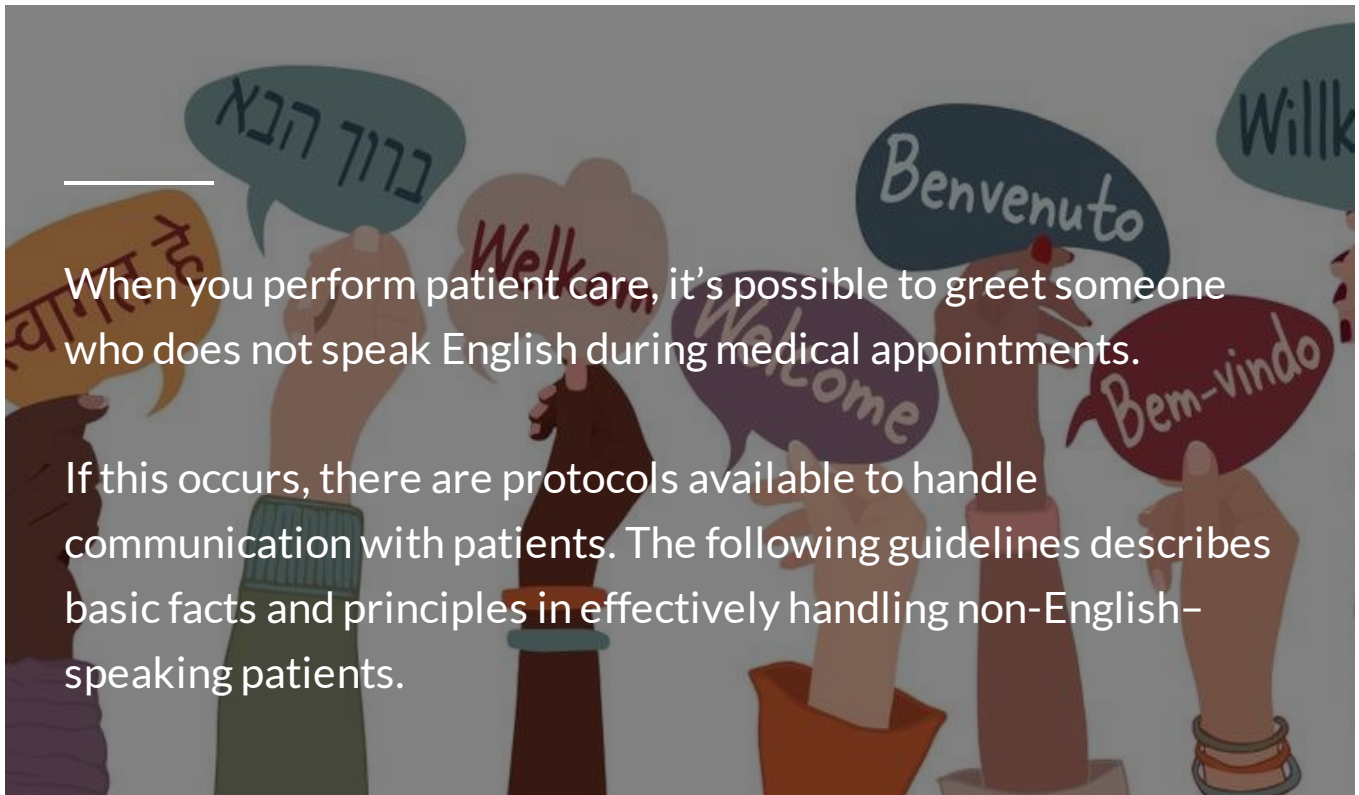 ברוך הבא
Willk
Benvenuto
स्वागत है
Welkom
Welcome
Bem-vindo
When you perform patient care, it’s possible to greet someone
who does not speak English during medical appointments.
If this occurs, there are protocols available to handle
communication with patients. The following guidelines describes
basic facts and principles in effectively handling non-English–
speaking patients.